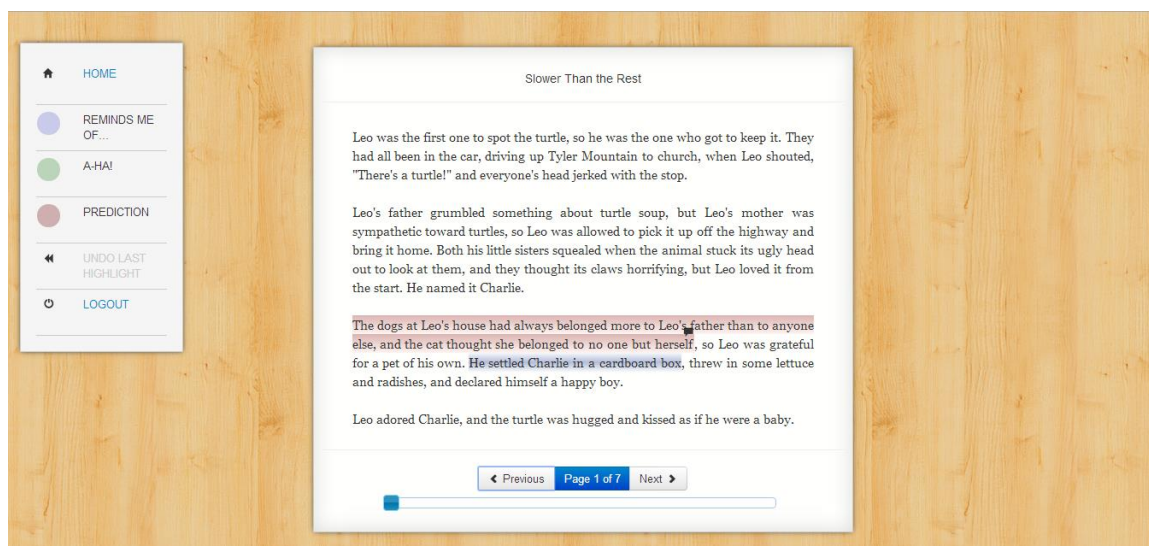 HOME
REMINDS ME
OF...
A-HA!
PREDICTION
UNDO LAST
HIGHLIGHT
LOGOUT
Slower Than the Rest
Leo was the first one to spot the turtle, so he was the one who got to keep it. They
had all been in the car, driving up Tyler Mountain to church, when Leo shouted,
"There's a turtle!" and everyone's head jerked with the stop.
Leo's father grumbled something about turtle soup, but Leo's mother was
sympathetic toward turtles, so Leo was allowed to pick it up off the highway and
bring it home. Both his little sisters squealed when the animal stuck its ugly head
out to look at them, and they thought its claws horrifying, but Leo loved it from
the start. He named it Charlie.
The dogs at Leo's house had always belonged more to Leo's father than to anyone
else, and the cat thought she belonged to no one but herself, so Leo was grateful
for a pet of his own. He settled Charlie in a cardboard box, threw in some lettuce
and radishes, and declared himself a happy boy.
Leo adored Charlie, and the turtle was hugged and kissed as if he were a baby.
Previous Page 1 of 7 Next